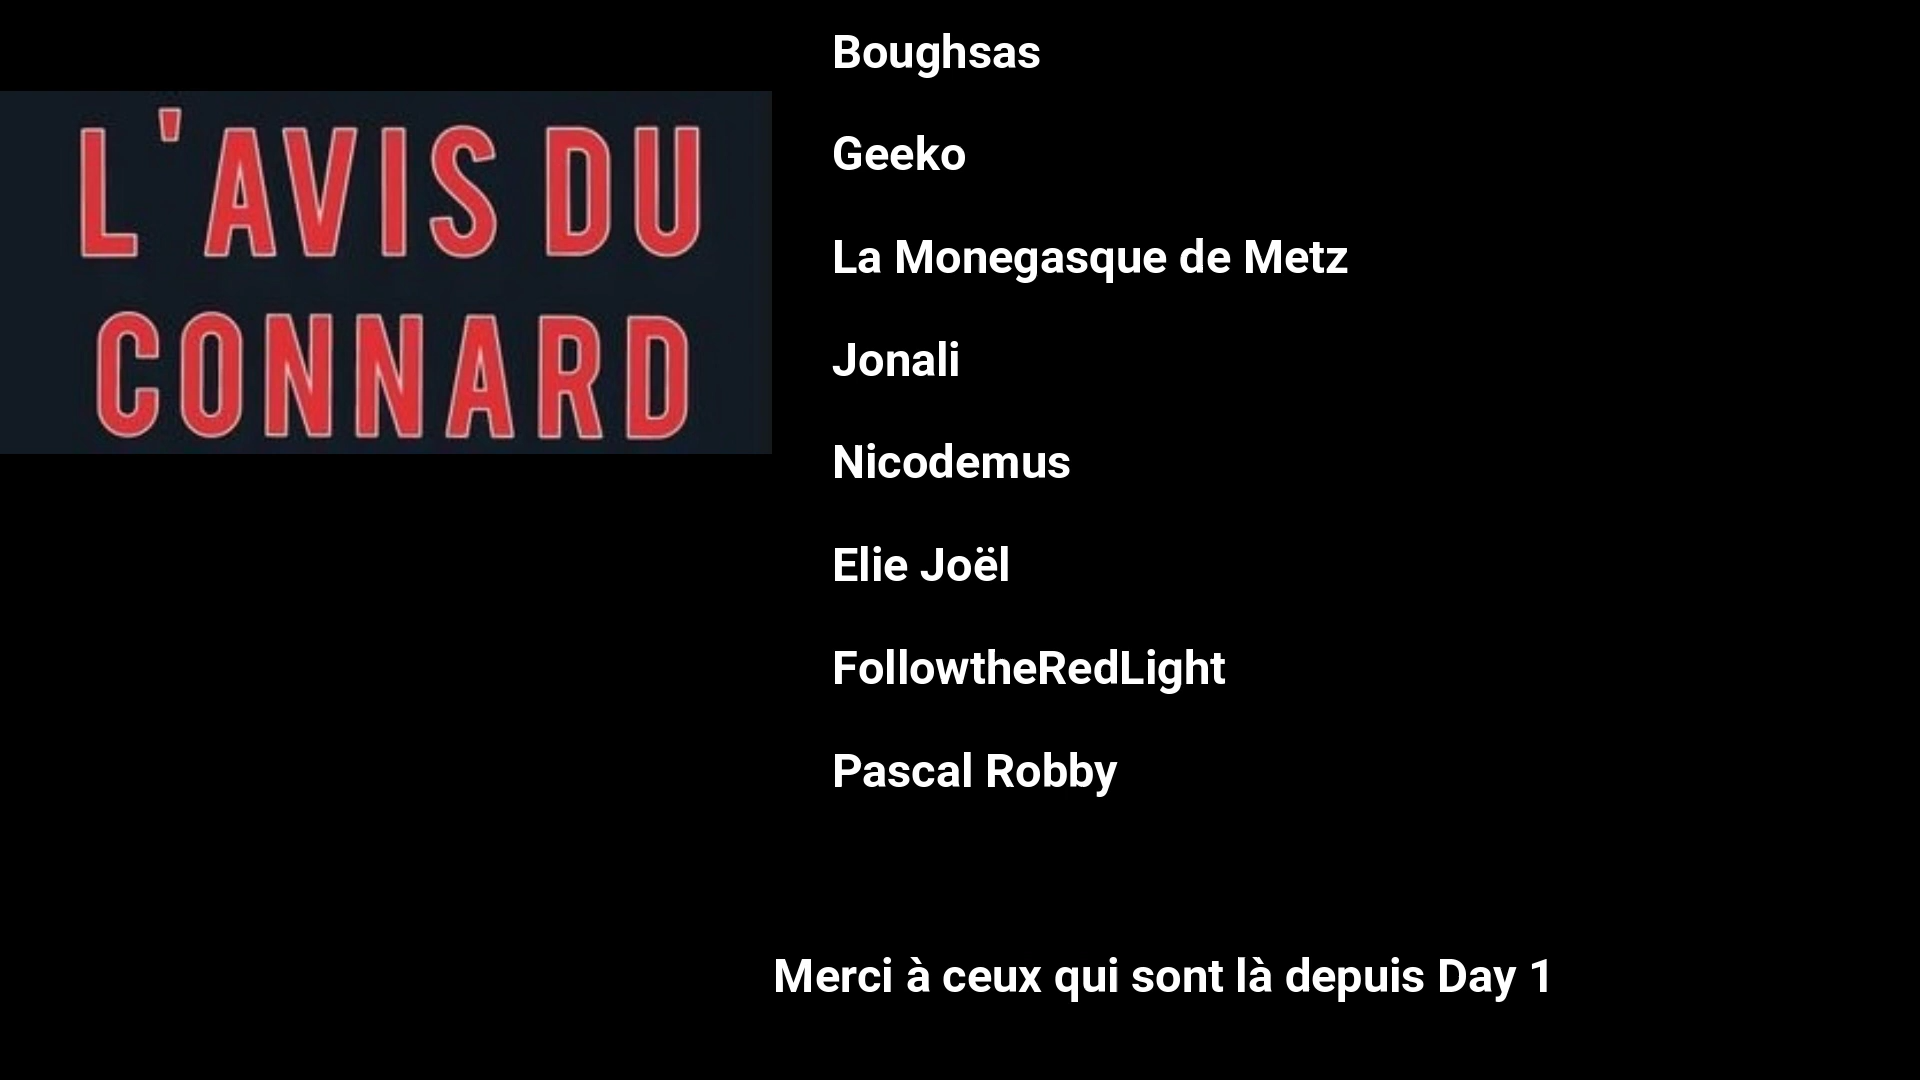 L'AVIS DU
CONNARD
Boughsas
Geeko
La Monegasque de Metz
Jonali
Nicodemus
Elie Joël
FollowtheRedLight
Pascal Robby
Merci à ceux qui sont là depuis Day 1